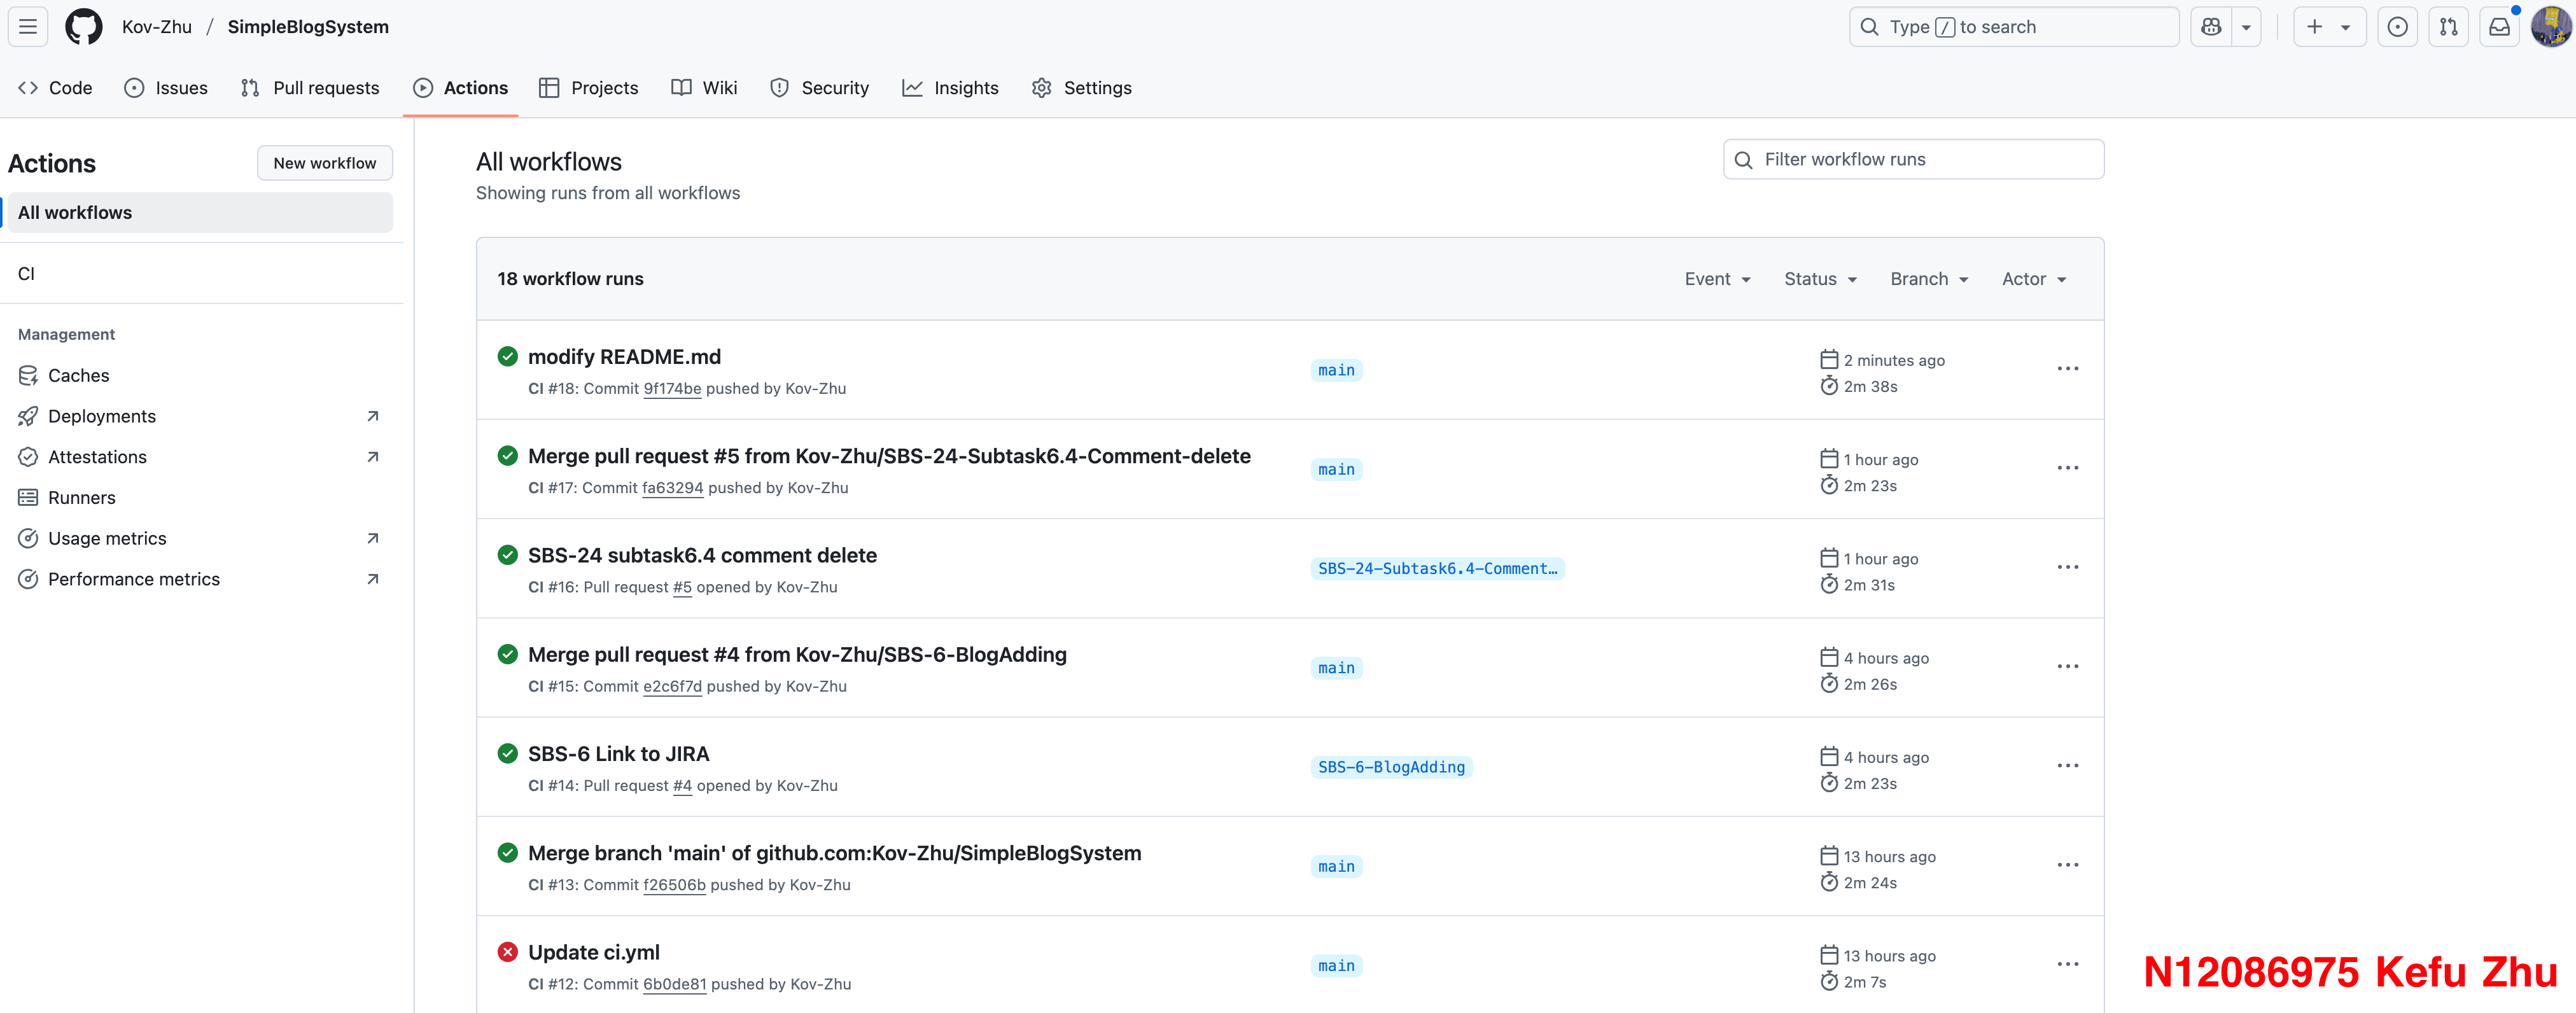 Kov-Zhu / SimpleBlogSystem
Type / to search
Code Issues Pull requests Actions Projects Wiki Security Insights Settings
Actions
New workflow
All workflows
CI
Management
Caches
Deployments
Attestations
Runners
Usage metrics
Performance metrics
All workflows
Showing runs from all workflows
Filter workflow runs
18 workflow runs
Event Status Branch Actor
modify README.md
CI #18: Commit 9f174be pushed by Kov-Zhu
main
2 minutes ago
2m 38s
Merge pull request #5 from Kov-Zhu/SBS-24-Subtask6.4-Comment-delete
CI #17: Commit fa63294 pushed by Kov-Zhu
main
1 hour ago
2m 23s
SBS-24 subtask6.4 comment delete
CI #16: Pull request #5 opened by Kov-Zhu
SBS-24-Subtask6.4-Comment…
1 hour ago
2m 31s
Merge pull request #4 from Kov-Zhu/SBS-6-BlogAdding
CI #15: Commit e2c6f7d pushed by Kov-Zhu
main
4 hours ago
2m 26s
SBS-6 Link to JIRA
CI #14: Pull request #4 opened by Kov-Zhu
SBS-6-BlogAdding
4 hours ago
2m 23s
Merge branch 'main' of github.com:Kov-Zhu/SimpleBlogSystem
CI #13: Commit f26506b pushed by Kov-Zhu
main
13 hours ago
2m 24s
Update ci.yml
CI #12: Commit 6b0de81 pushed by Kov-Zhu
main
13 hours ago
2m 7s
N12086975 Kefu Zhu